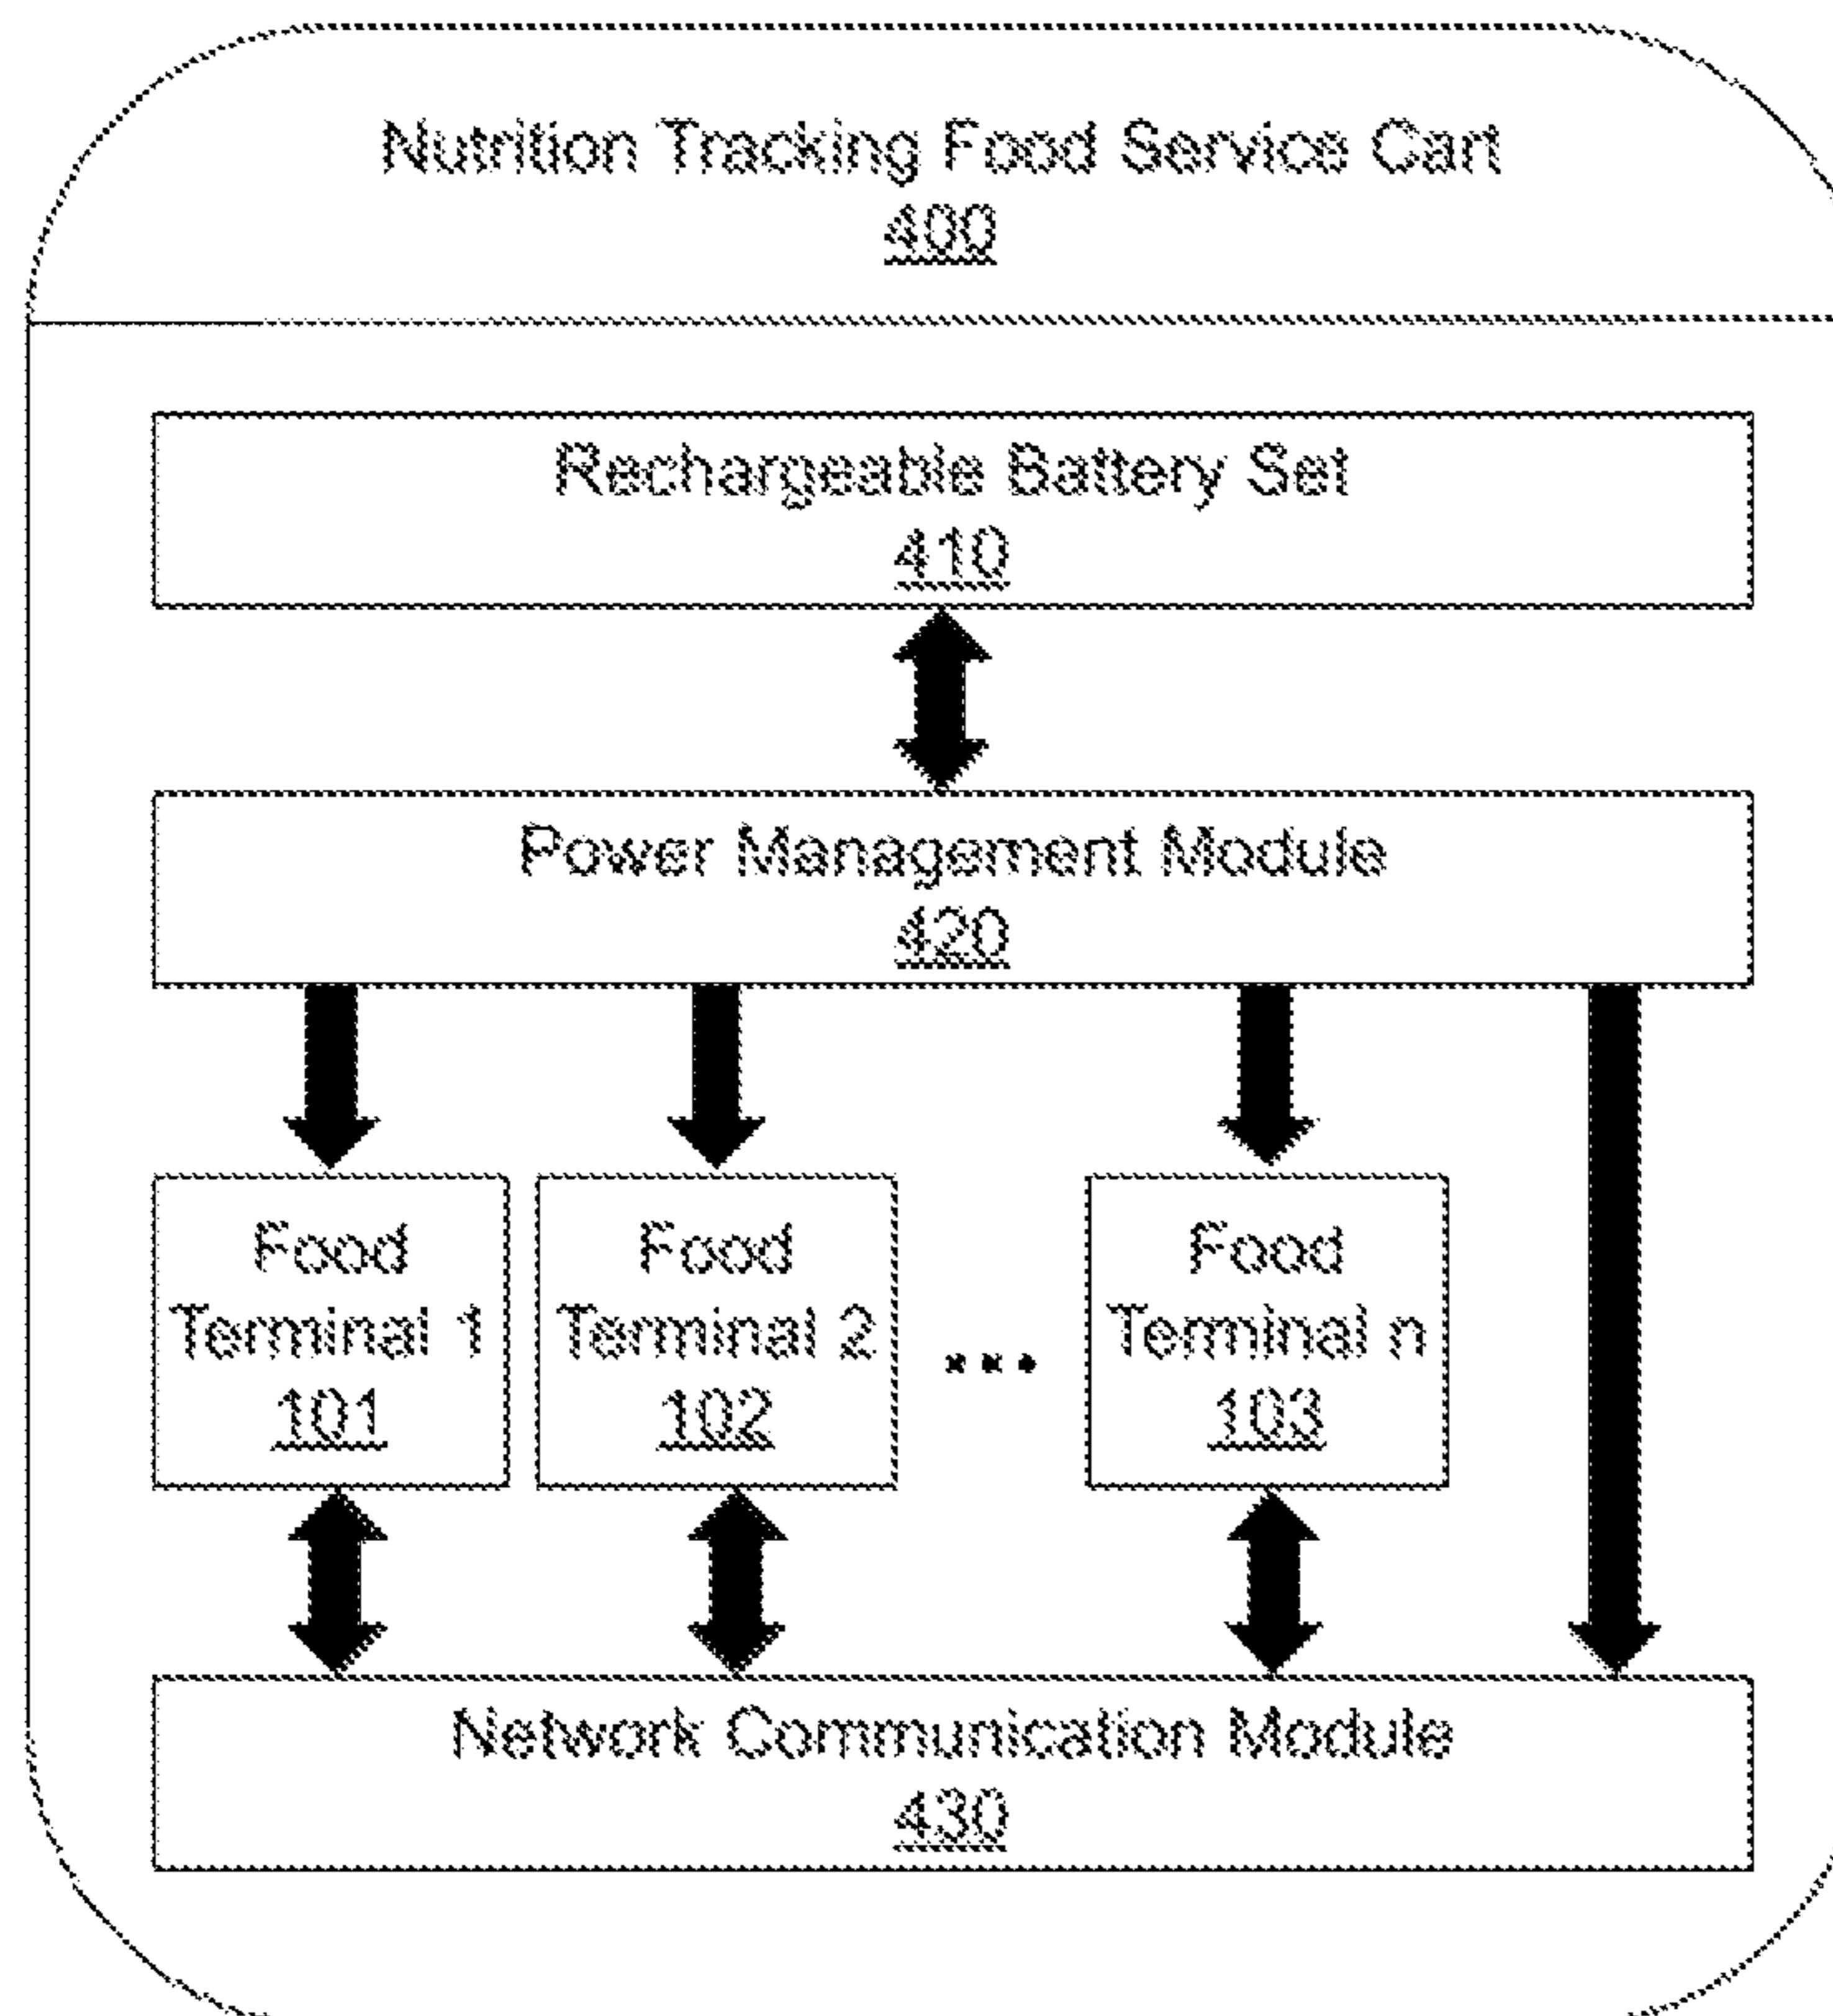 Nutrition Tracking Food Service Cart
400
Rechargeable Battery Set
410
Power Management Module
420
Food
Terminal 1
101
Food
Terminal 2
102
...
Food
Terminal n
103
Network Communication Module
430